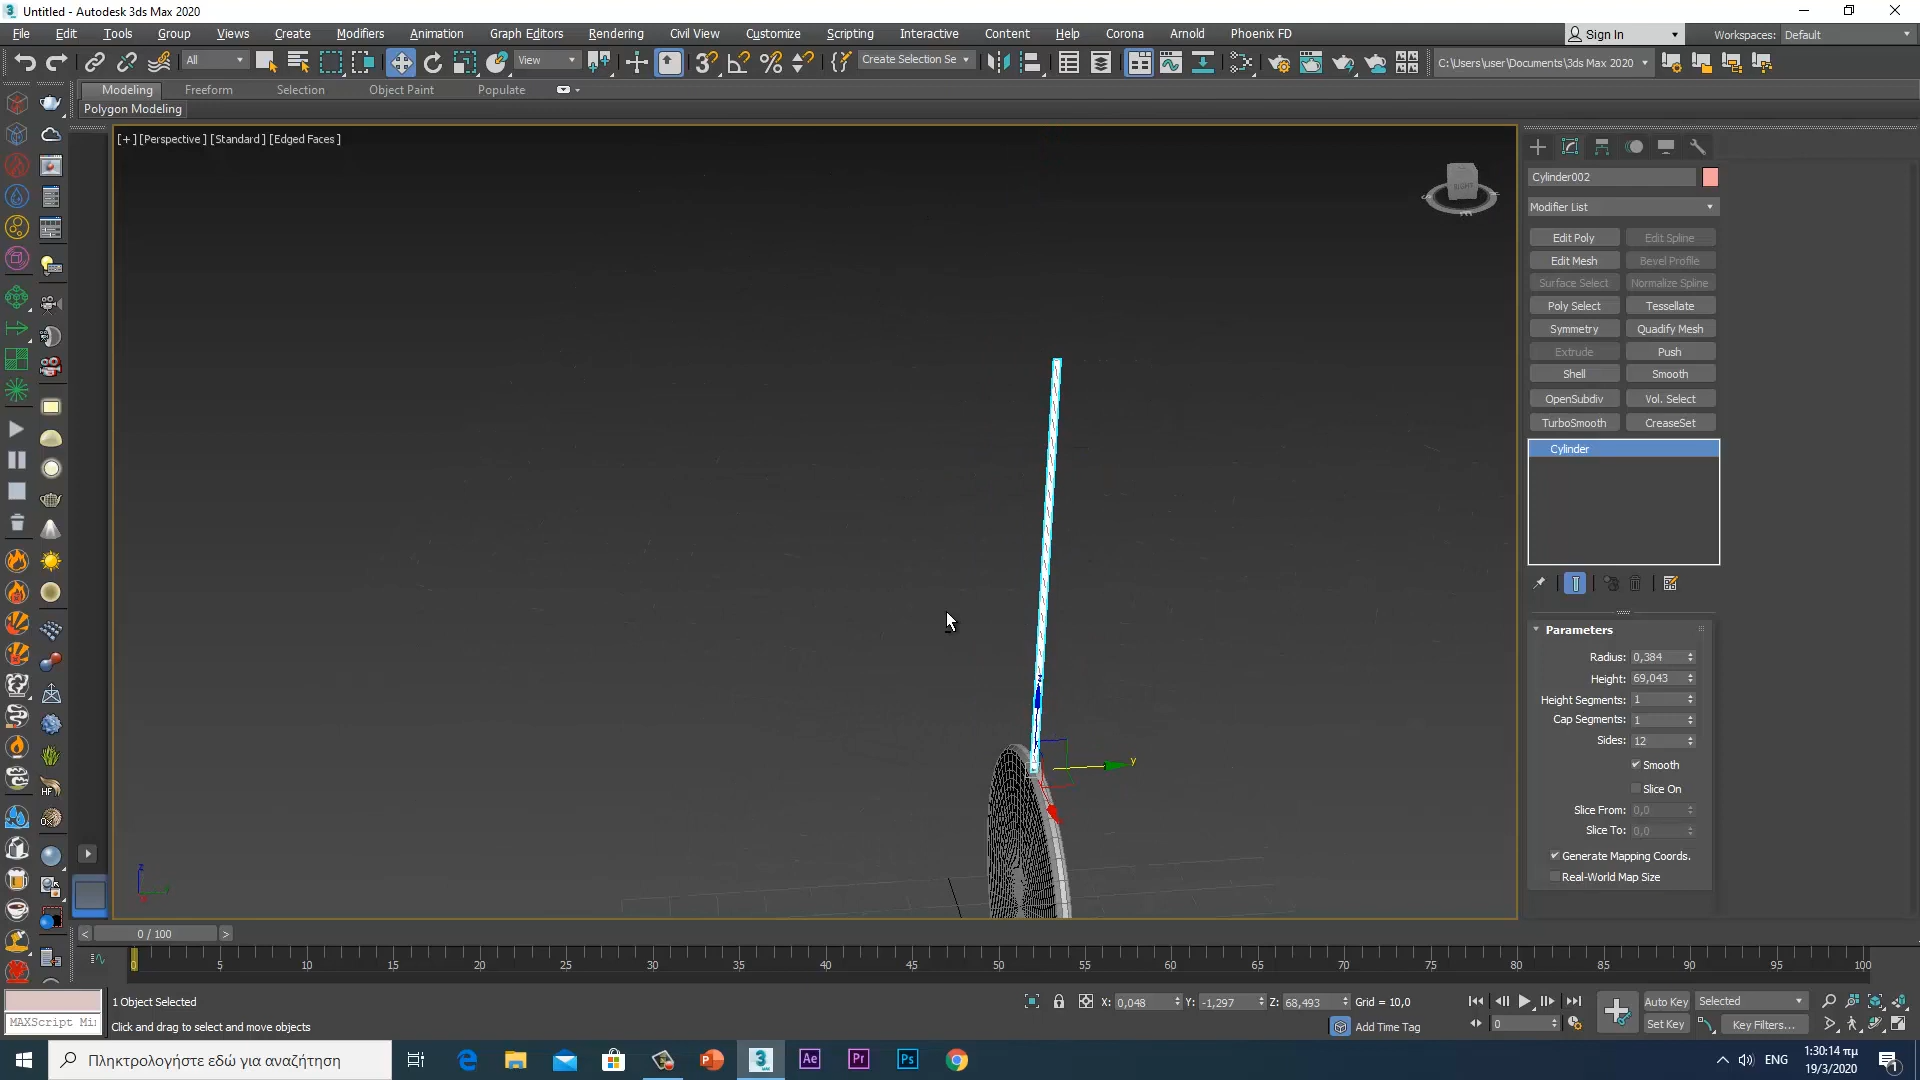 Untitled - Autodesk 3ds Max 2020
File Edit Tools Group Views Create Modifiers Animation Graph Editors Rendering Civil View Customize Scripting Interactive Content Help Corona Arnold Phoenix FD Sign In Workspaces: Default
All View Create Selection Se C:\Users\user\Documents\3ds Max 2020
Modeling Freeform Selection Object Paint Populate
Polygon Modeling
[+] [Perspective] [Standard] [Edged Faces]
RIGHT
Cylinder002
Modifier List
Edit Poly Edit Spline
Edit Mesh Bevel Profile
Surface Select Normalize Spline
Poly Select Tessellate
Symmetry Quadify Mesh
Extrude Push
Shell Smooth
OpenSubdiv Vol. Select
TurboSmooth CreaseSet
Cylinder
Parameters
Radius: 0,384
Height: 69,043
Height Segments: 1
Cap Segments: 1
Sides: 12
Smooth
Slice On
Slice From: 0,0
Slice To: 0,0
Generate Mapping Coords.
Real-World Map Size
z
y
HF
< 0 / 100 >
0 5 10 15 20 25 30 35 40 45 50 55 60 65 70 75 80 85 90 95 100
1 Object Selected X: 0,048 Y: -1,297 Z: 68,493 Grid = 10,0 Auto Key Selected
MAXScript Mi Click and drag to select and move objects Add Time Tag 0 Set Key Key Filters...
Πληκτρολογήστε εδώ για αναζήτηση Ae Pr Ps ENG 1:30:14 πμ
19/3/2020